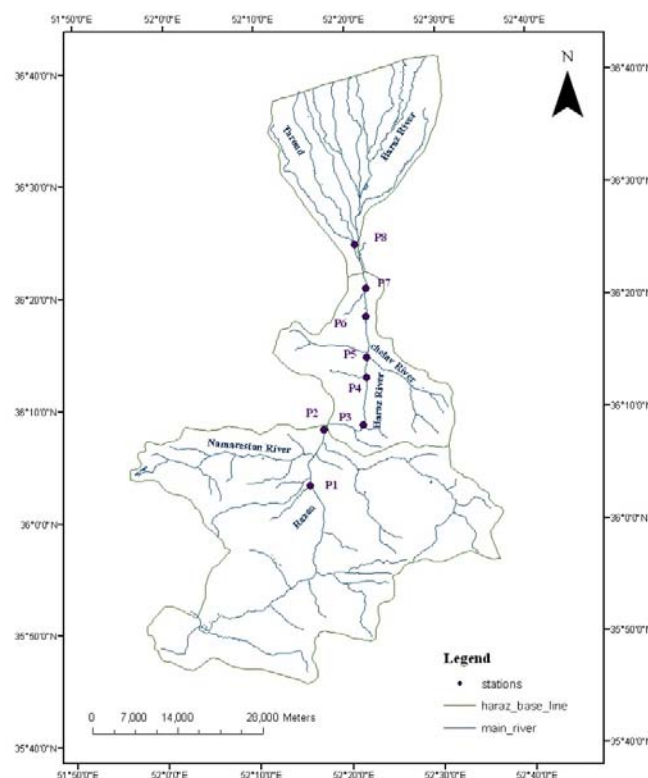 51°50'0"E 52°0'0"E 52°10'0"E 52°20'0"E 52°30'0"E 52°40'0"E
N
36°40'0"N 36°40'0"N
Taroud
Haraz River
36°30'0"N 36°30'0"N
P8
P7
36°20'0"N 36°20'0"N
P6
P5
chelav River
P4
Haraz River
36°10'0"N 36°10'0"N
P2 P3
Namarestan River
P1
36°0'0"N 36°0'0"N
35°50'0"N 35°50'0"N
Legend
stations
haraz_base_line
main_river
0 7,000 14,000 28,000 Meters
35°40'0"N 35°40'0"N
51°50'0"E 52°0'0"E 52°10'0"E 52°20'0"E 52°30'0"E 52°40'0"E